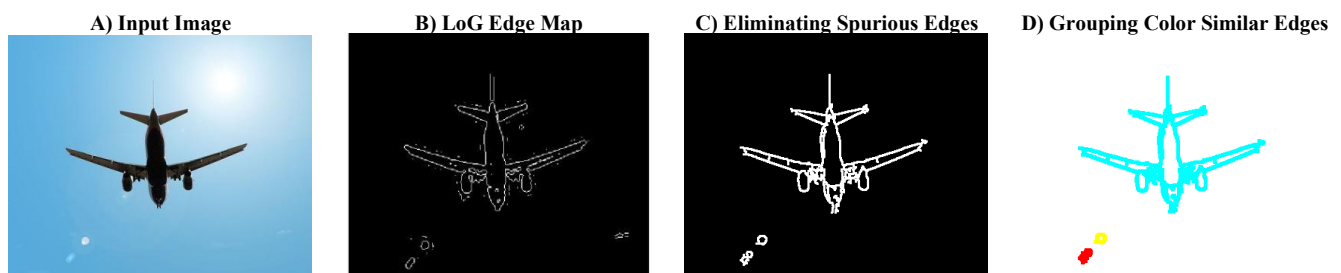 A) Input Image
B) LoG Edge Map
C) Eliminating Spurious Edges
D) Grouping Color Similar Edges